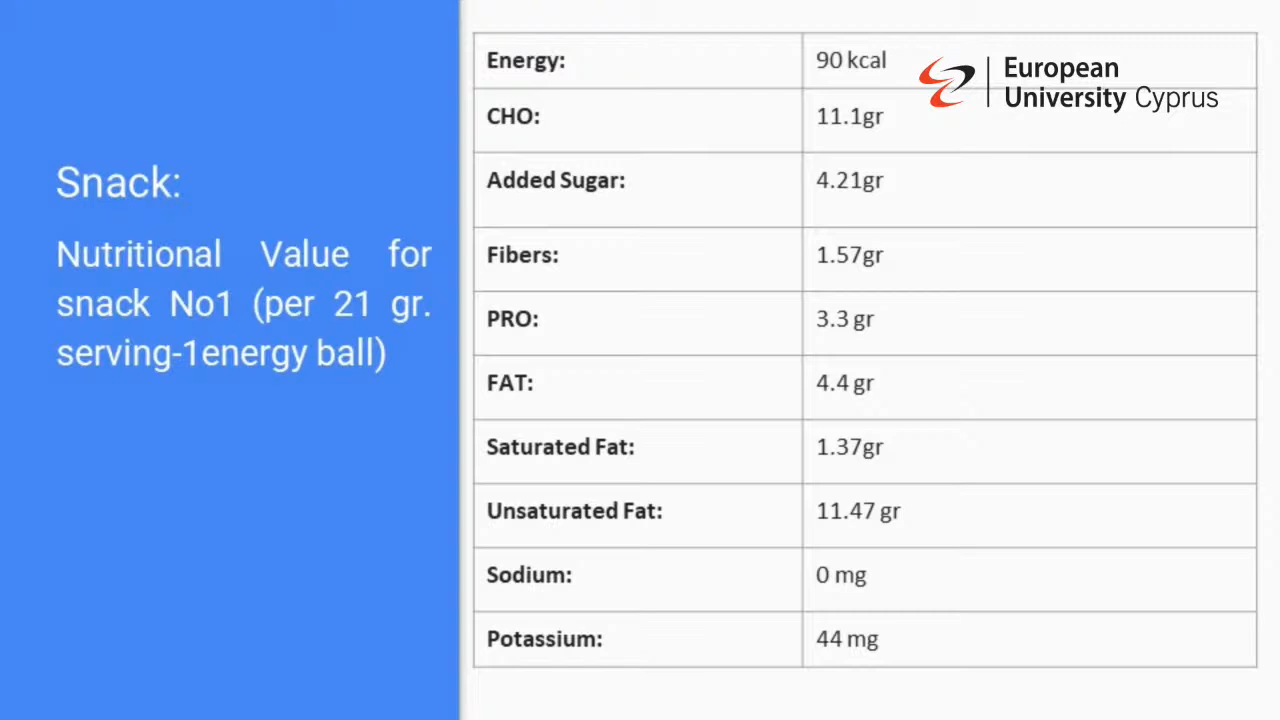 Snack:
Nutritional Value for
snack No1 (per 21 gr.
serving-1energy ball)
Energy: 90 kcal
CHO: 11.1gr
Added Sugar: 4.21gr
Fibers: 1.57gr
PRO: 3.3 gr
FAT: 4.4 gr
Saturated Fat: 1.37gr
Unsaturated Fat: 11.47 gr
Sodium: 0 mg
Potassium: 44 mg
European
University Cyprus